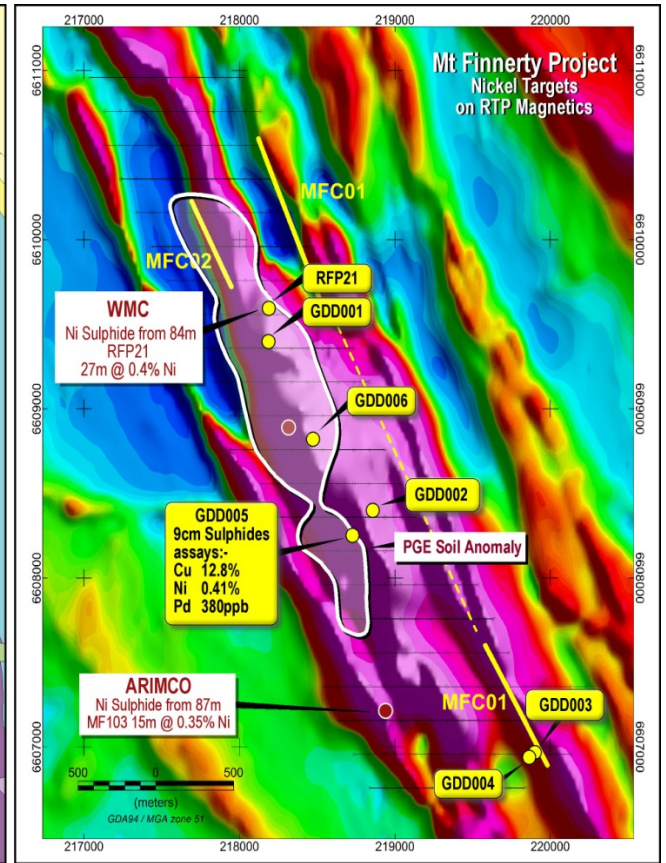 217000 218000 219000 220000
Mt Finnerty Project
Nickel Targets
on RTP Magnetics
6611000
6611000
MFC01
6610000
6610000
MFC02
RFP21
GDD001
WMC
Ni Sulphide from 84m
RFP21
27m @ 0.4% Ni
6609000
6609000
GDD006
GDD002
GDD005
9cm Sulphides
assays:-
Cu 12.8%
Ni 0.41%
Pd 380ppb
PGE Soil Anomaly
6608000
6608000
ARIMCO
Ni Sulphide from 87m
MF103 15m @ 0.35% Ni
MFC01
GDD003
GDD004
6607000
6607000
500 0 500
(meters)
GDA94 / MGA zone 51
217000 218000 219000 220000